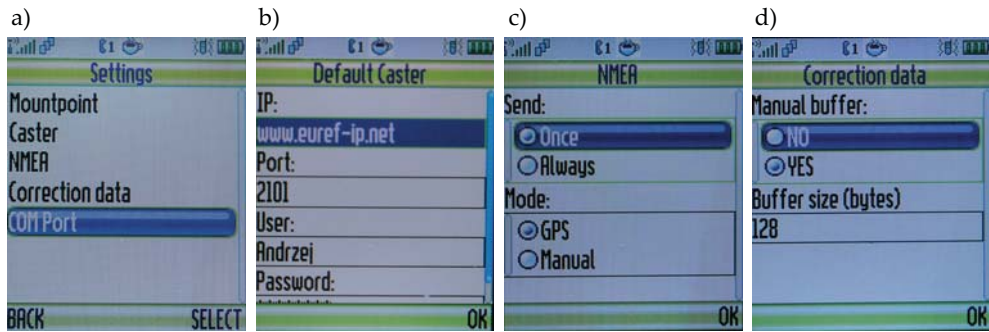 a)
Settings
Mountpoint
Caster
NMEA
Correction data
COM Port
BACK SELECT
b)
Default Caster
IP:
www.euref-ip.net
Port:
2101
User:
Andrzej
Password:
OK
c)
NMEA
Send:
Once
Always
Mode:
GPS
Manual
OK
d)
Correction data
Manual buffer:
NO
YES
Buffer size (bytes)
128
OK